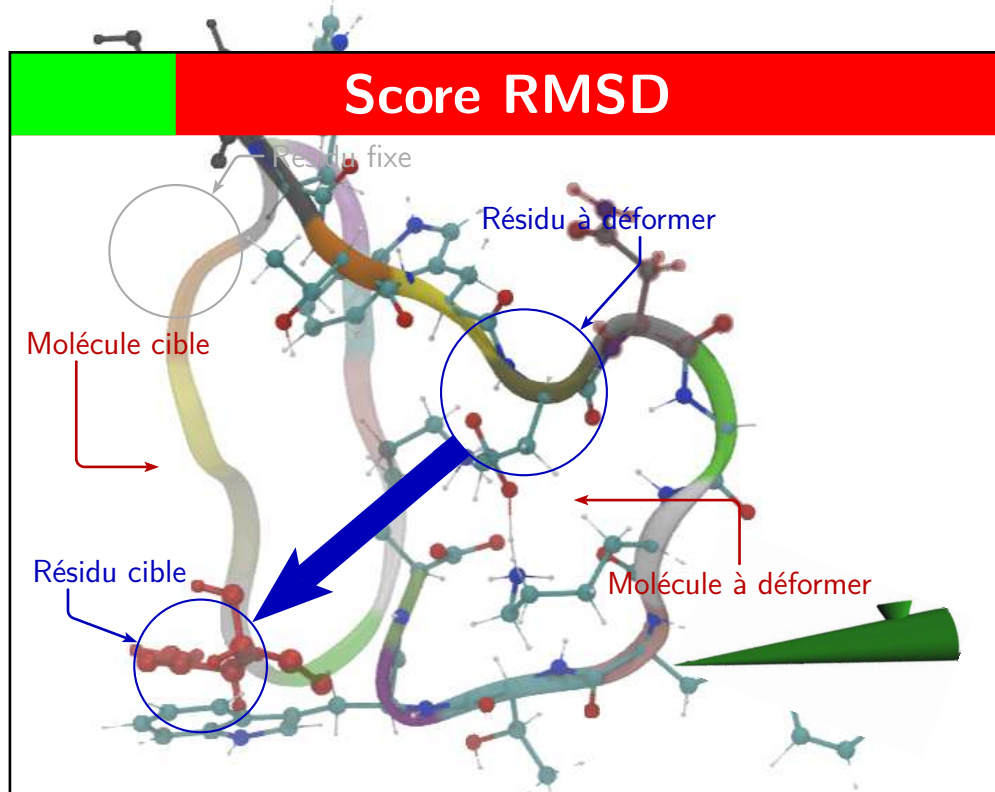 Score RMSD
Résidu fixe
Résidu à déformer
Molécule cible
Résidu cible
Molécule à déformer